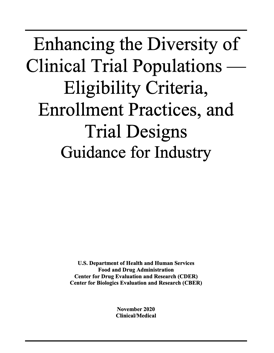 Enhancing the Diversity of
Clinical Trial Populations —
Eligibility Criteria,
Enrollment Practices, and
Trial Designs
Guidance for Industry
U.S. Department of Health and Human Services
Food and Drug Administration
Center for Drug Evaluation and Research (CDER)
Center for Biologics Evaluation and Research (CBER)
November 2020
Clinical/Medical